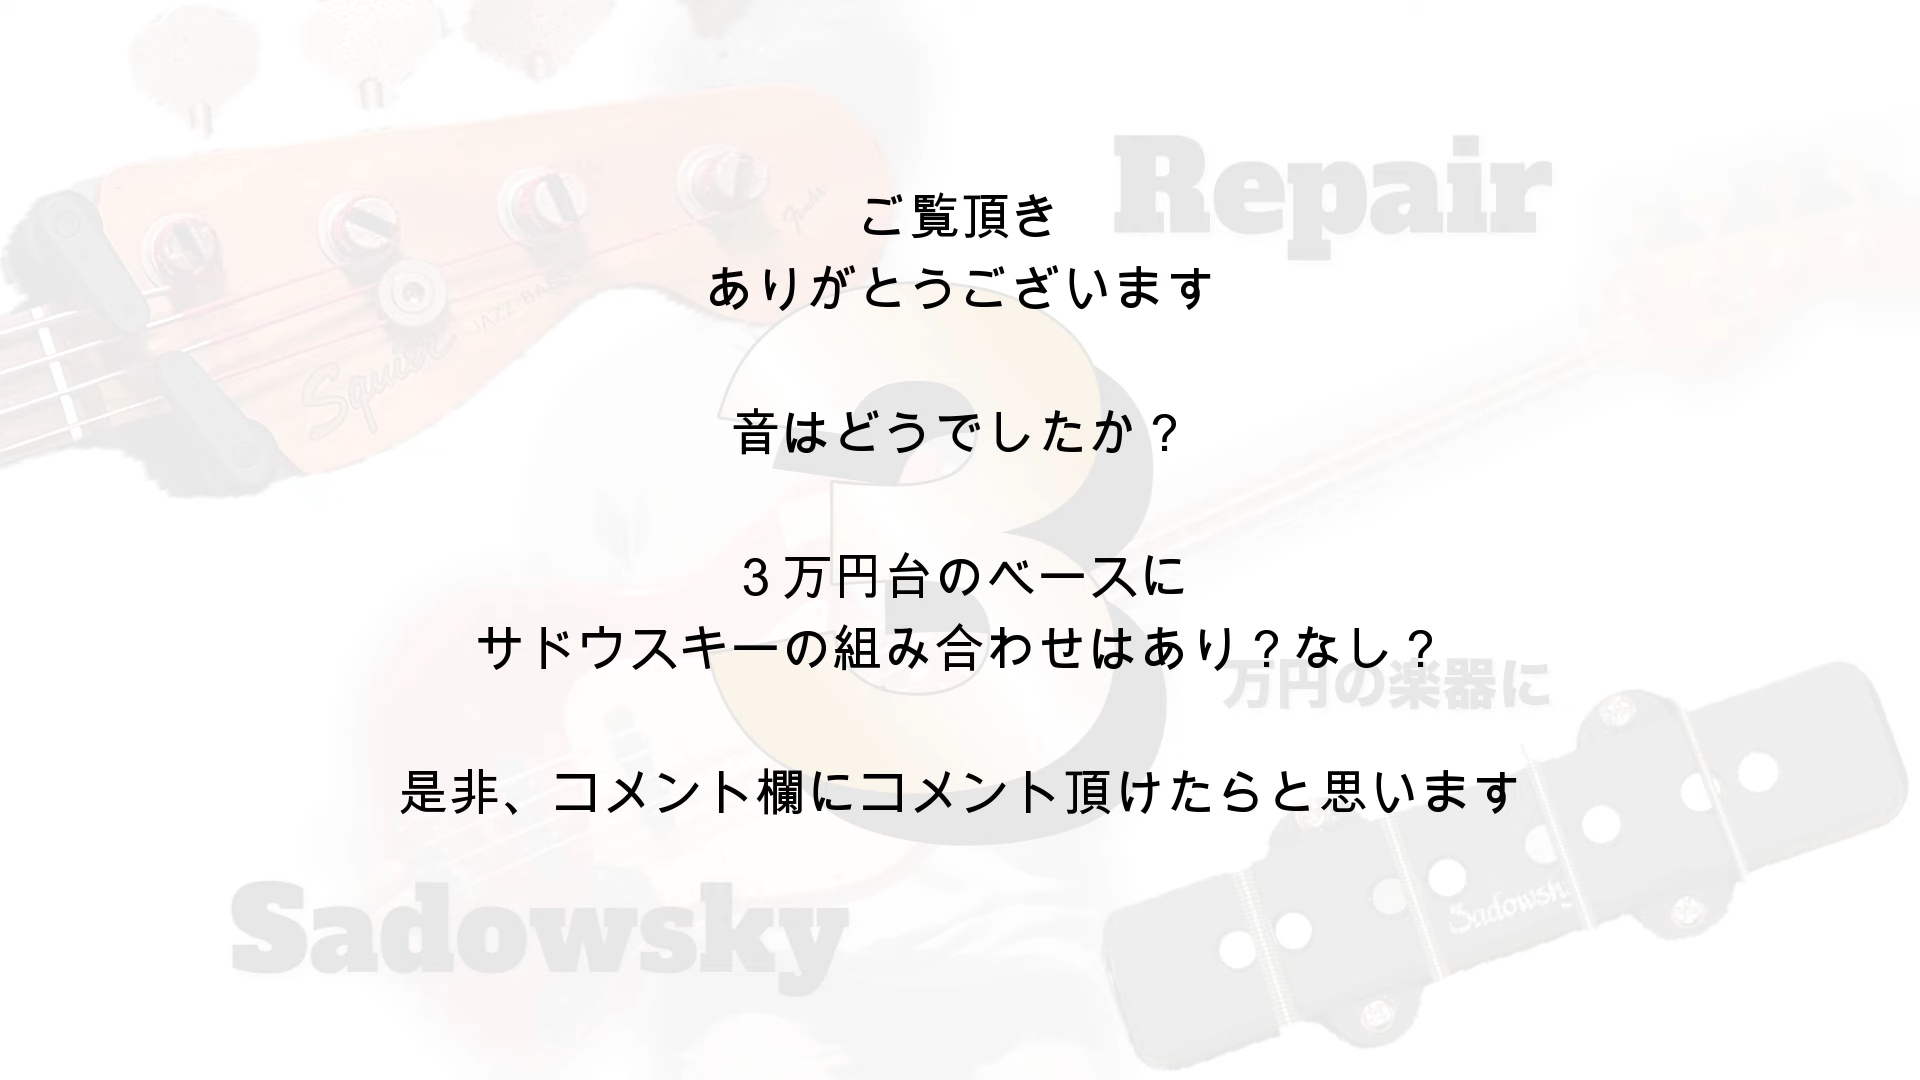 Repair
ご覧頂き
ありがとうございます
Fender
JAZZ BASS
Squier
音はどうでしたか？
3
３万円台のベースに
サドウスキーの組み合わせはあり？なし？
万円の楽器に
是非、コメント欄にコメント頂けたらと思います
Sadowsky
Sadowsky